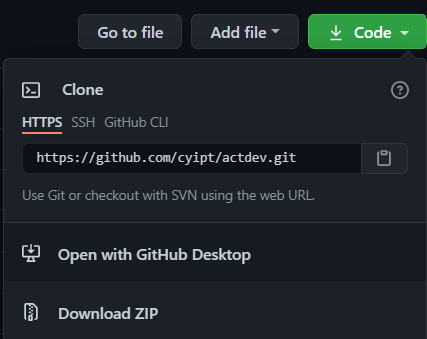 Go to file Add file Code
Clone
HTTPS SSH GitHub CLI
https://github.com/cyipt/actdev.git
Use Git or checkout with SVN using the web URL.
Open with GitHub Desktop
Download ZIP